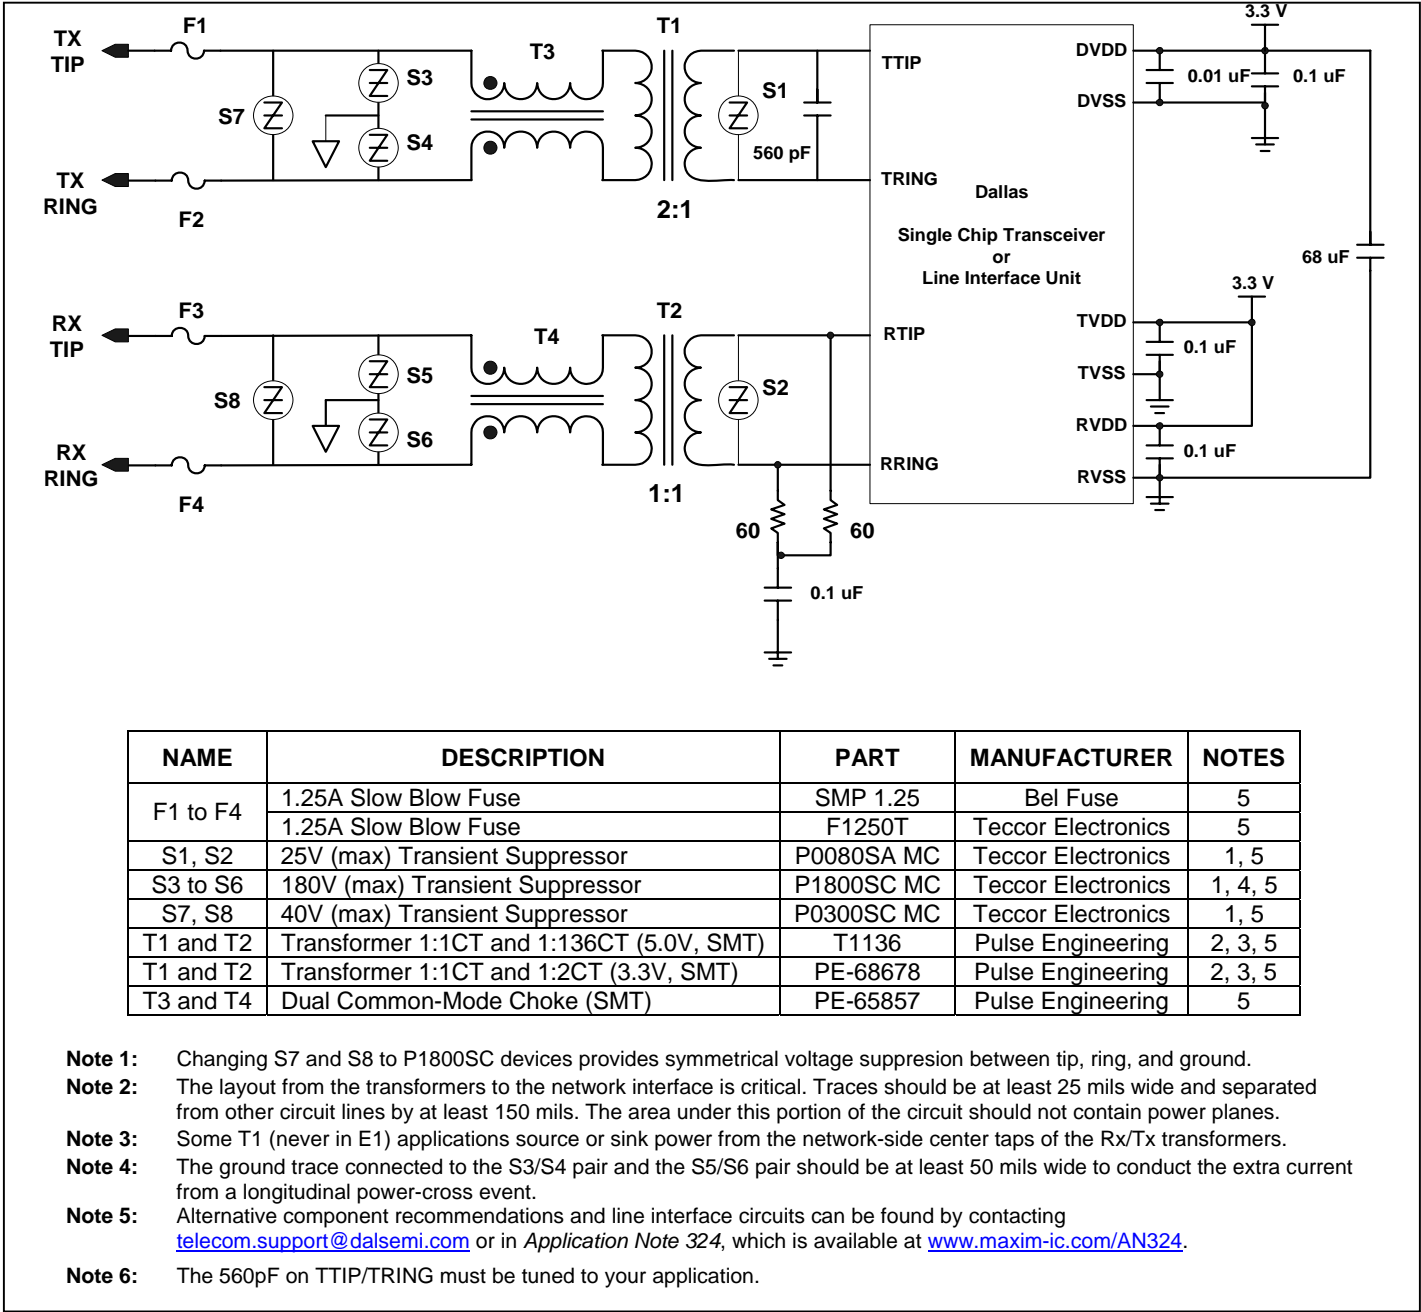 F1
T1
3.3 V
TX
TIP
T3
S3
S7
S4
S1
560 pF
TTIP
DVDD
0.01 uF
0.1 uF
DVSS
TX
RING
F2
2:1
TRING
Dallas
Single Chip Transceiver
or
Line Interface Unit
68 uF
3.3 V
F3
T2
RX
TIP
T4
S5
S8
S6
S2
RTIP
TVDD
0.1 uF
TVSS
RVDD
0.1 uF
RVSS
RX
RING
F4
1:1
RRING
60
60
0.1 uF
NAME DESCRIPTION PART MANUFACTURER NOTES
F1 to F4 1.25A Slow Blow Fuse SMP 1.25 Bel Fuse 5
1.25A Slow Blow Fuse F1250T Teccor Electronics 5
S1, S2 25V (max) Transient Suppressor P0080SA MC Teccor Electronics 1, 5
S3 to S6 180V (max) Transient Suppressor P1800SC MC Teccor Electronics 1, 4, 5
S7, S8 40V (max) Transient Suppressor P0300SC MC Teccor Electronics 1, 5
T1 and T2 Transformer 1:1CT and 1:136CT (5.0V, SMT) T1136 Pulse Engineering 2, 3, 5
T1 and T2 Transformer 1:1CT and 1:2CT (3.3V, SMT) PE-68678 Pulse Engineering 2, 3, 5
T3 and T4 Dual Common-Mode Choke (SMT) PE-65857 Pulse Engineering 5
Note 1: Changing S7 and S8 to P1800SC devices provides symmetrical voltage suppresion between tip, ring, and ground.
Note 2: The layout from the transformers to the network interface is critical. Traces should be at least 25 mils wide and separated
from other circuit lines by at least 150 mils. The area under this portion of the circuit should not contain power planes.
Note 3: Some T1 (never in E1) applications source or sink power from the network-side center taps of the Rx/Tx transformers.
Note 4: The ground trace connected to the S3/S4 pair and the S5/S6 pair should be at least 50 mils wide to conduct the extra current
from a longitudinal power-cross event.
Note 5: Alternative component recommendations and line interface circuits can be found by contacting
telecom.support@dalsemi.com or in Application Note 324, which is available at www.maxim-ic.com/AN324.
Note 6: The 560pF on TTIP/TRING must be tuned to your application.